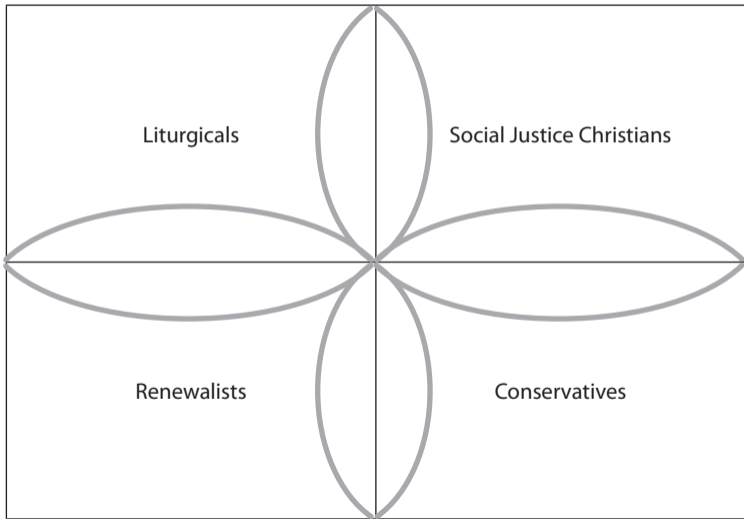 Liturgicals
Social Justice Christians
Renewalists
Conservatives